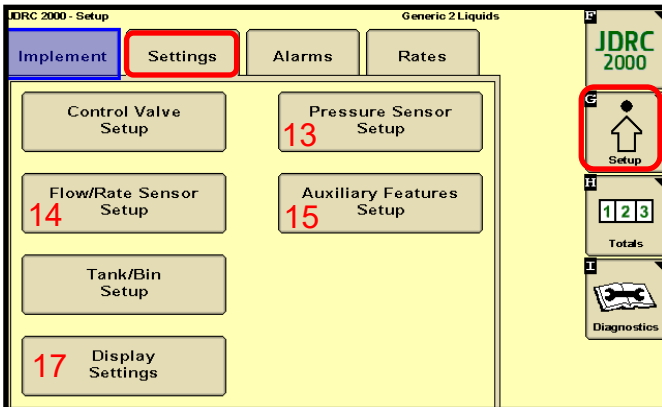 JDRC 2000 - Setup
Generic 2 Liquids
Implement
Settings
Alarms
Rates
Control Valve
Setup
Pressure Sensor
13 Setup
Flow/Rate Sensor
14 Setup
Auxiliary Features
15 Setup
Tank/Bin
Setup
17 Display
Settings
F
JDRC
2000
G
Setup
H
1 2 3
Totals
I
Diagnostics